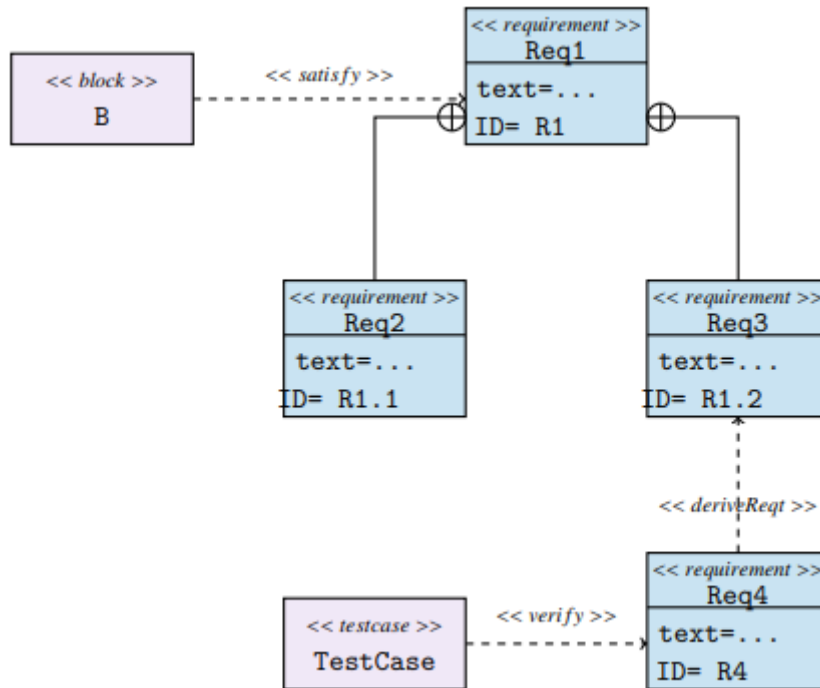 << requirement >>
Req1
text=...
ID= R1
<< block >>
B
<< satisfy >>
<< requirement >>
Req2
text=...
ID= R1.1
<< requirement >>
Req3
text=...
ID= R1.2
<< deriveReqt >>
<< requirement >>
Req4
text=...
ID= R4
<< testcase >>
TestCase
<< verify >>